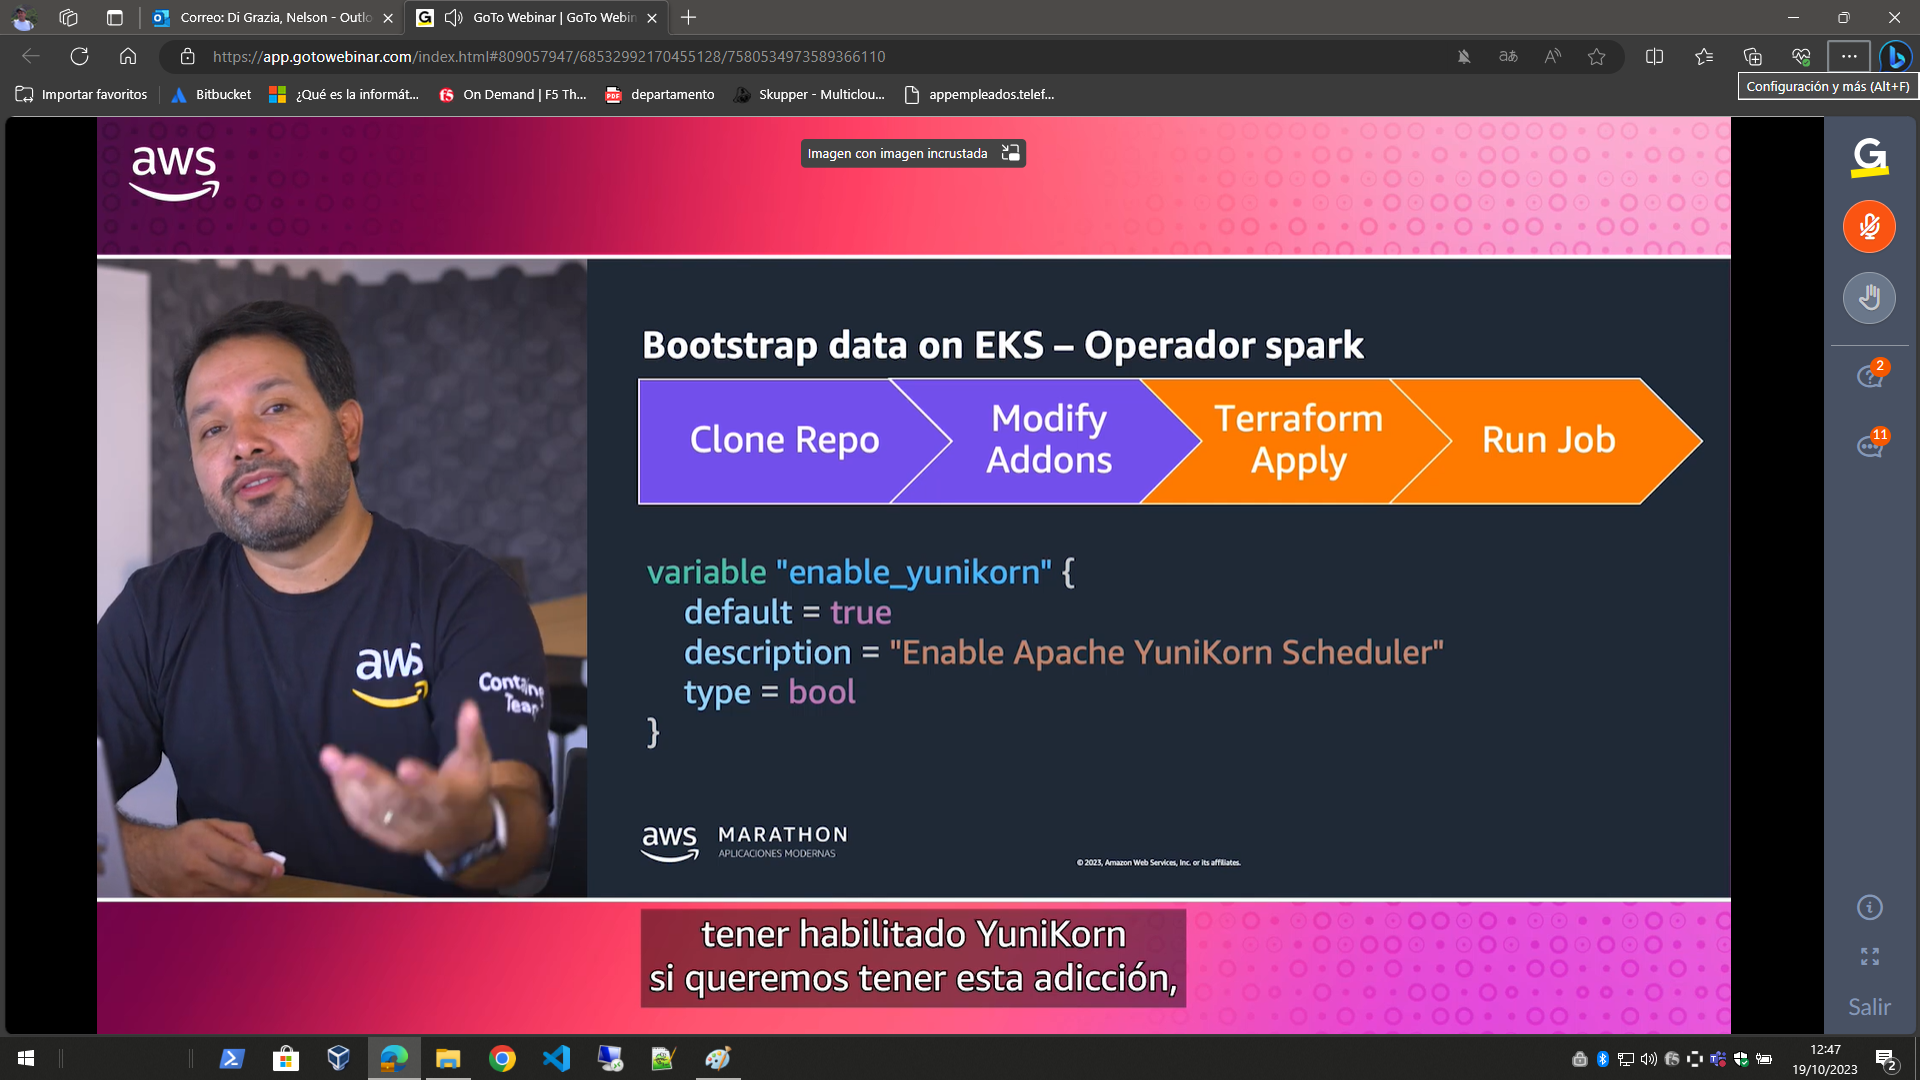 Correo: Di Grazia, Nelson - Outlo
GoTo Webinar | GoTo Webin
https://app.gotowebinar.com/index.html#809057947/68532992170455128/7580534973589366110
Importar favoritos
Bitbucket
¿Qué es la informát...
On Demand | F5 Th...
departamento
Skupper - Multiclou...
appempleados.telef...
Configuración y más (Alt+F)
aws
Imagen con imagen incrustada
G
2
11
Bootstrap data on EKS – Operador spark
Clone Repo
Modify
Addons
Terraform
Apply
Run Job
variable "enable_yunikorn" {
default = true
description = "Enable Apache YuniKorn Scheduler"
type = bool
}
aws
aws MARATHON
APLICACIONES MODERNAS
© 2023, Amazon Web Services, Inc. or its affiliates.
tener habilitado YuniKorn
si queremos tener esta adicción,
Salir
12:47
19/10/2023
2